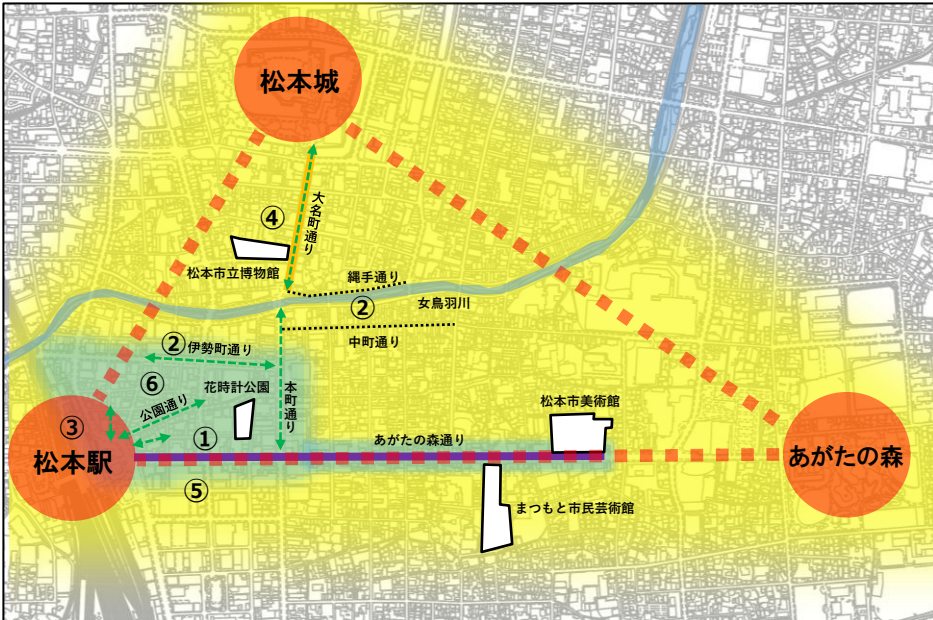 松本城
④
大名町通り
松本市立博物館
縄手通り
②
女鳥羽川
中町通り
②
伊勢町通り
⑥
公園通り
花時計公園
本町通り
③
①
松本駅
⑤
あがたの森通り
松本市美術館
まつもと市民芸術館
あがたの森